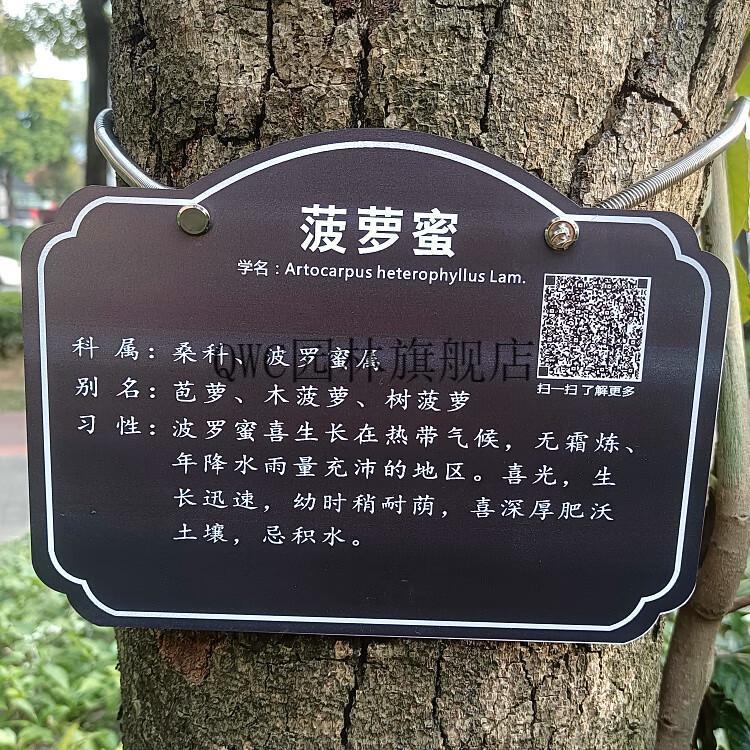 菠萝蜜
学名：Artocarpus heterophyllus Lam.
扫一扫 了解更多
科 属：桑科、波罗蜜属
QWC园林旗舰店
别 名：苞萝、木菠萝、树菠萝
习 性：波罗蜜喜生长在热带气候，无霜炼、
年降水雨量充沛的地区。喜光，生
长迅速，幼时稍耐荫，喜深厚肥沃
土壤，忌积水。